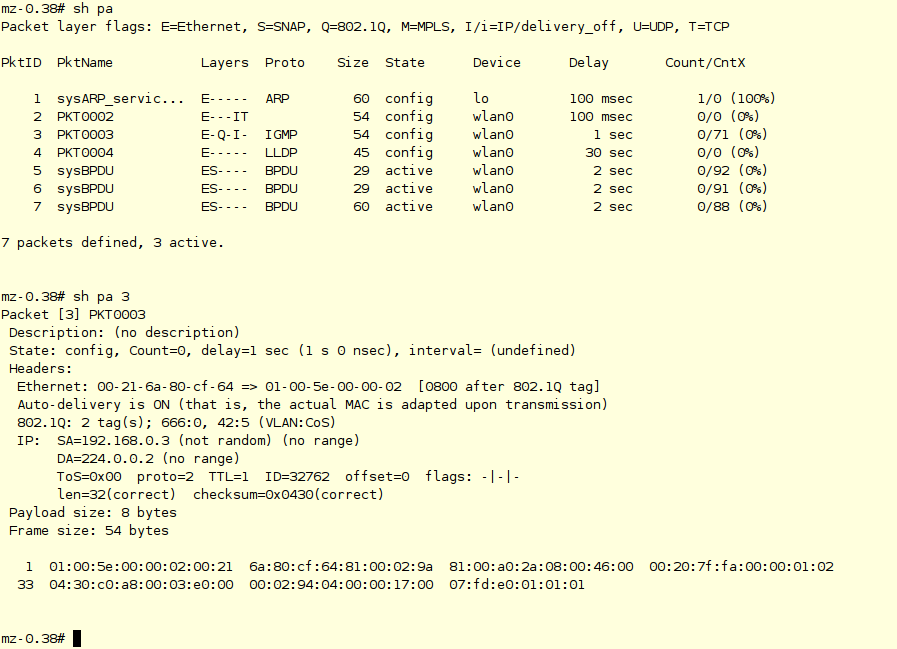 mz-0.38# sh pa
Packet layer flags: E=Ethernet, S=SNAP, Q=802.1Q, M=MPLS, I/i=IP/delivery_off, U=UDP, T=TCP
PktID  PktName           Layers  Proto    Size  State      Device      Delay       Count/CntX
    1  sysARP_servic...  E-----  ARP        60  config     lo          100 msec        1/0 (100%)
    2  PKT0002           E---IT             54  config     wlan0       100 msec        0/0 (0%)
    3  PKT0003           E-Q-I-  IGMP       54  config     wlan0          1 sec        0/71 (0%)
    4  PKT0004           E-----  LLDP       45  config     wlan0         30 sec        0/0 (0%)
    5  sysBPDU           ES----  BPDU       29  active     wlan0          2 sec        0/92 (0%)
    6  sysBPDU           ES----  BPDU       29  active     wlan0          2 sec        0/91 (0%)
    7  sysBPDU           ES----  BPDU       60  active     wlan0          2 sec        0/88 (0%)
7 packets defined, 3 active.
mz-0.38# sh pa 3
Packet [3] PKT0003
 Description: (no description)
 State: config, Count=0, delay=1 sec (1 s 0 nsec), interval= (undefined)
 Headers:
  Ethernet: 00-21-6a-80-cf-64 => 01-00-5e-00-00-02  [0800 after 802.1Q tag]
  Auto-delivery is ON (that is, the actual MAC is adapted upon transmission)
  802.1Q: 2 tag(s); 666:0, 42:5 (VLAN:CoS)
  IP:  SA=192.168.0.3 (not random) (no range)
       DA=224.0.0.2 (no range)
       ToS=0x00  proto=2  TTL=1  ID=32762  offset=0  flags: -|-|-
       len=32(correct)  checksum=0x0430(correct)
 Payload size: 8 bytes
 Frame size: 54 bytes
   1  01:00:5e:00:00:02:00:21  6a:80:cf:64:81:00:02:9a  81:00:a0:2a:08:00:46:00  00:20:7f:fa:00:00:01:02
  33  04:30:c0:a8:00:03:e0:00  00:02:94:04:00:00:17:00  07:fd:e0:01:01:01
mz-0.38#